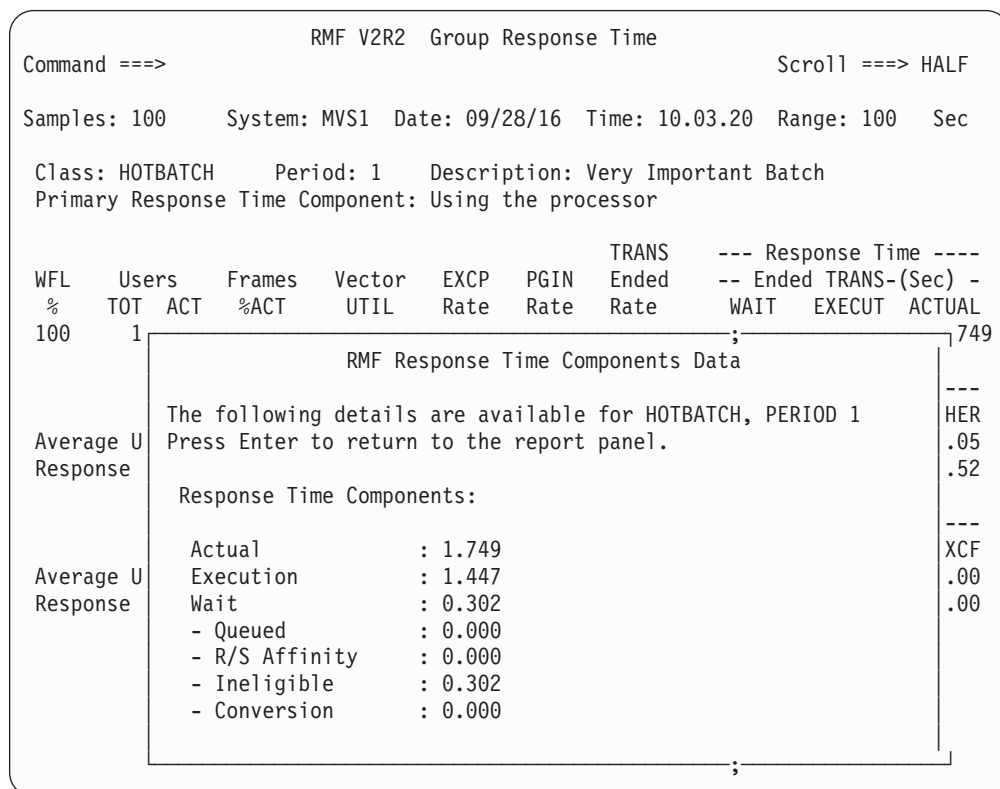 RMF V2R2 Group Response Time
Command ===> Scroll ===> HALF
Samples: 100 System: MVS1 Date: 09/28/16 Time: 10.03.20 Range: 100 Sec
Class: HOTBATCH Period: 1 Description: Very Important Batch
Primary Response Time Component: Using the processor
TRANS --- Response Time ----
WFL Users Frames Vector EXCP PGIN Ended -- Ended TRANS-(Sec) -
% TOT ACT %ACT UTIL Rate Rate Rate WAIT EXECUT ACTUAL
100 1 ; 749
RMF Response Time Components Data
---
The following details are available for HOTBATCH, PERIOD 1 HER
Average U Press Enter to return to the report panel. .05
Response .52
Response Time Components:
---
Actual : 1.749 XCF
Average U Execution : 1.447 .00
Response Wait : 0.302 .00
- Queued : 0.000
- R/S Affinity : 0.000
- Ineligible : 0.302
- Conversion : 0.000
;